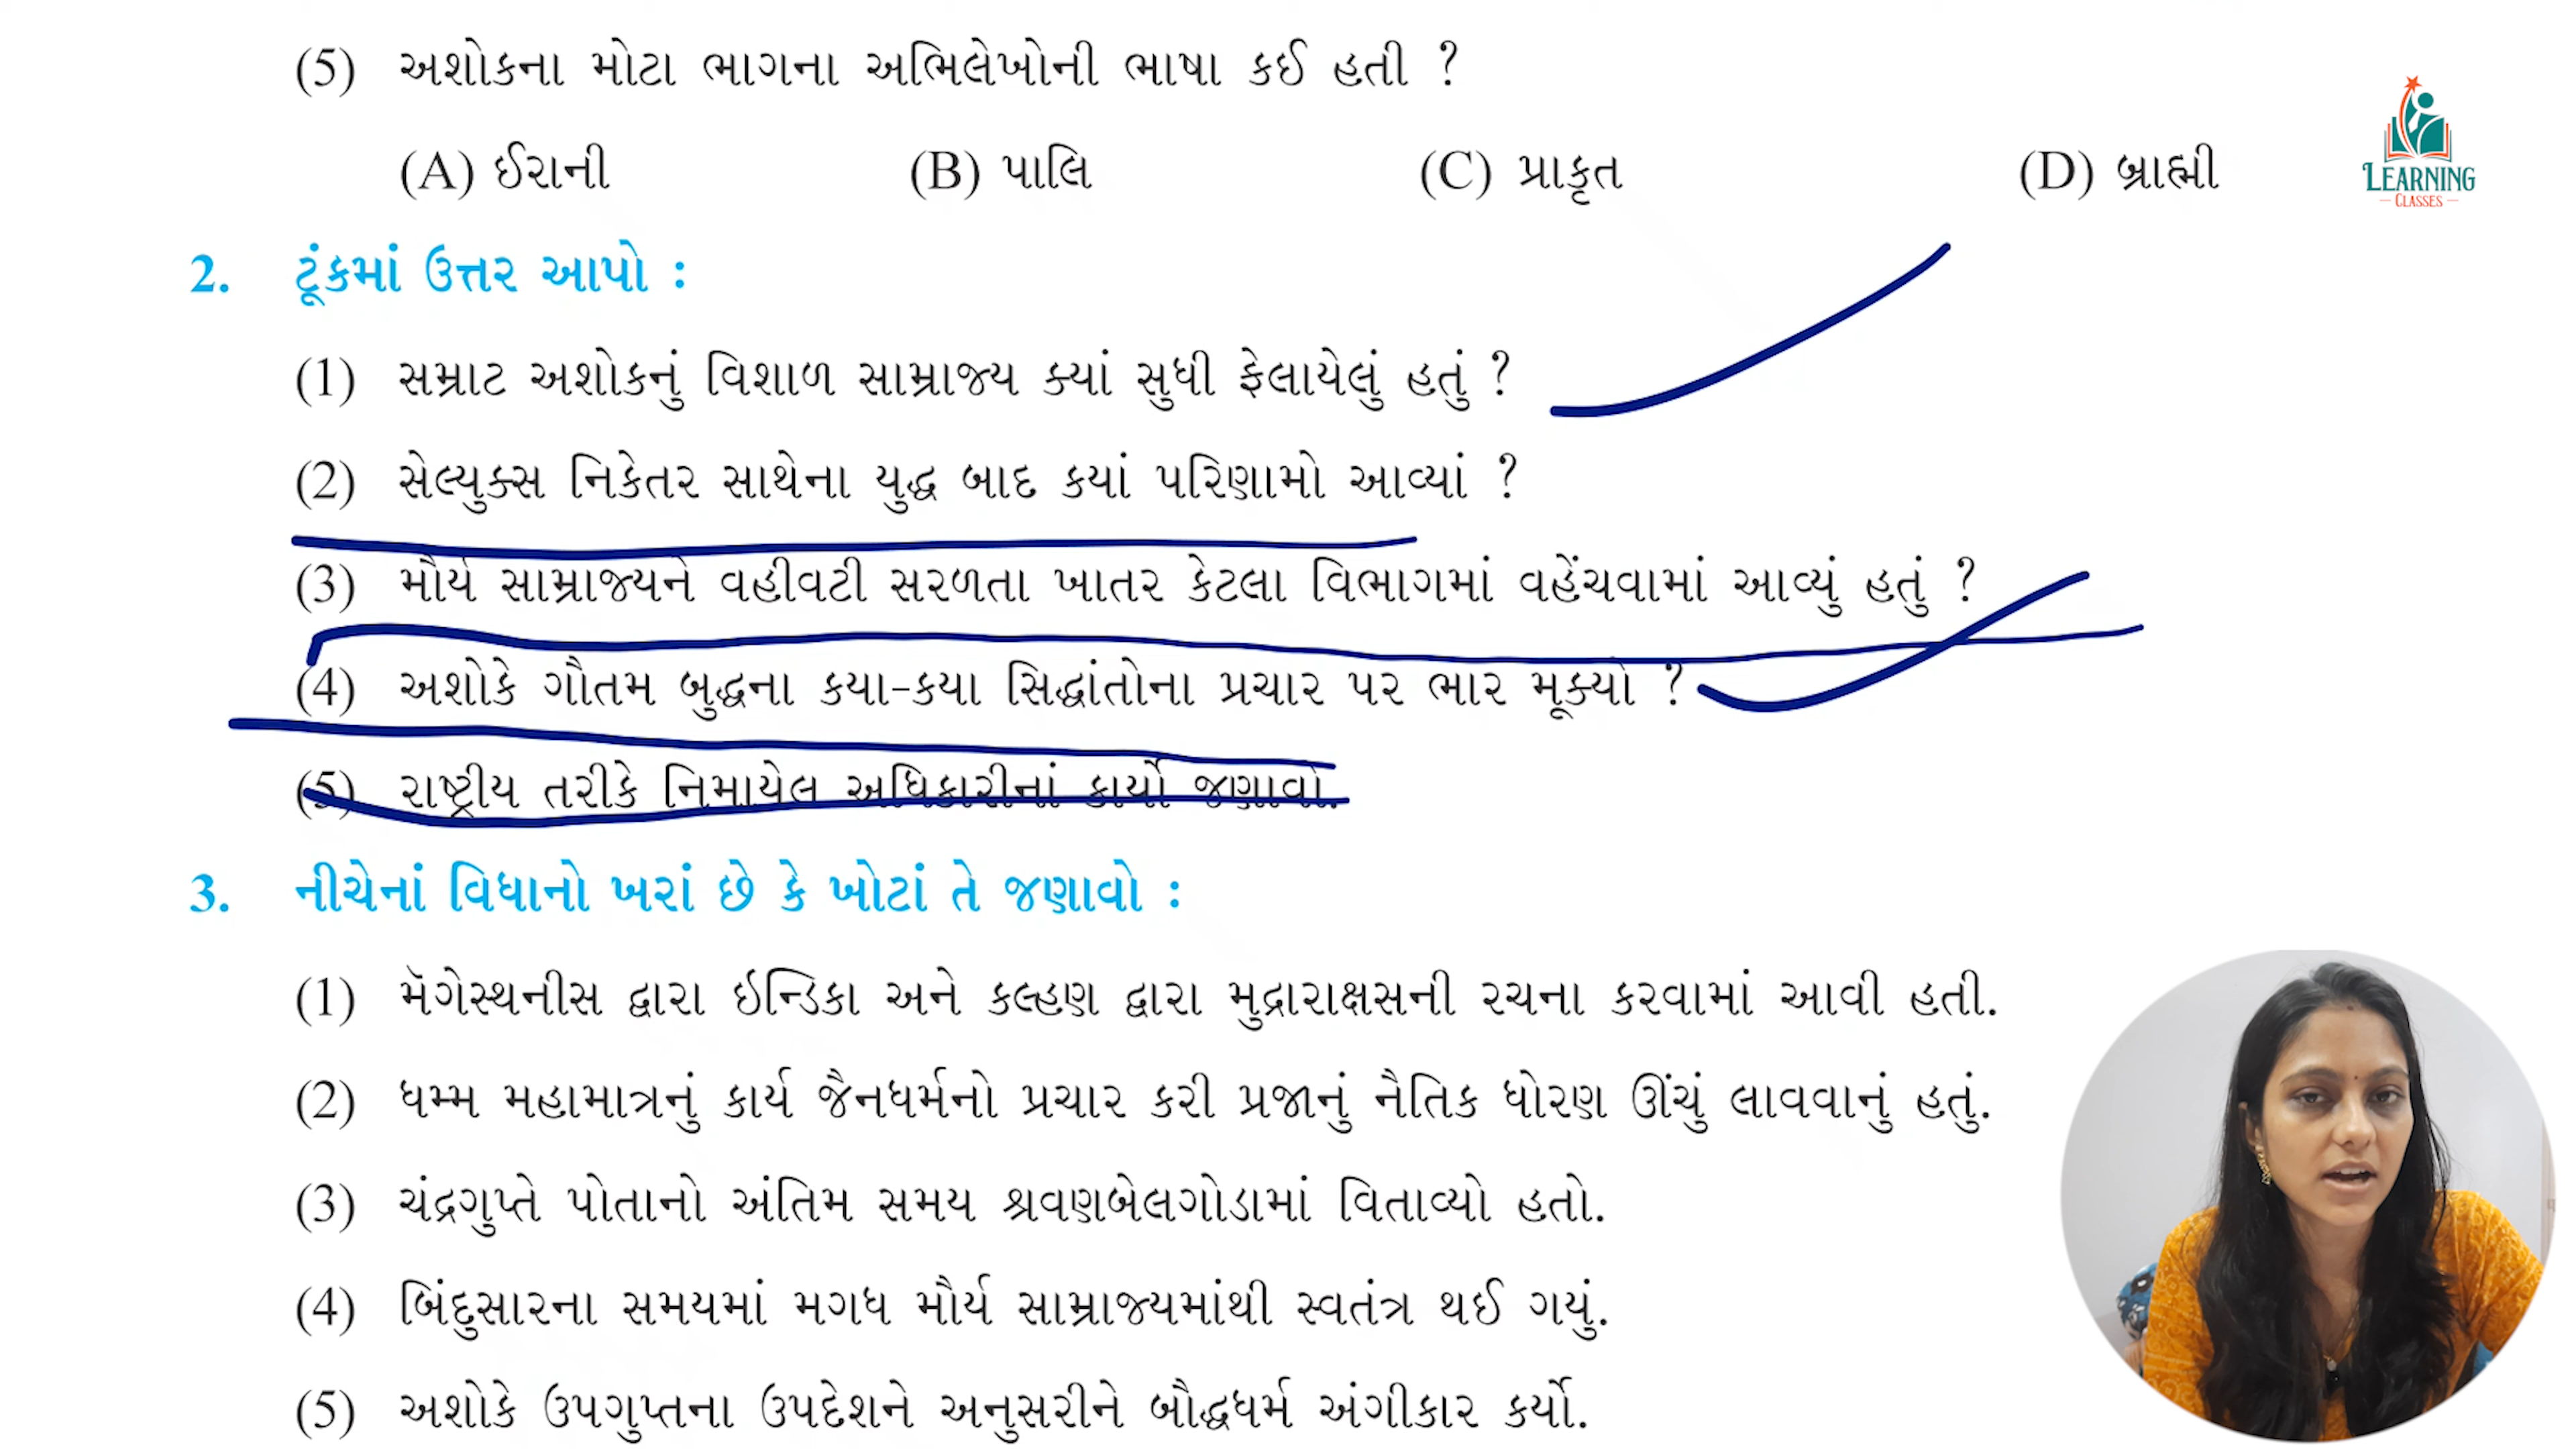 (5) અશોકના મોટા ભાગના અભિલેખોની ભાષા કઈ હતી ?
(A) ઈરાની (B) પાલિ (C) પ્રાકૃત (D) બ્રાહ્મી
LEARNING
CLASSES
2. ટૂંકમાં ઉત્તર આપો :
(1) સમ્રાટ અશોકનું વિશાળ સામ્રાજ્ય ક્યાં સુધી ફેલાયેલું હતું ?
(2) સેલ્યુક્સ નિકેતર સાથેના યુદ્ધ બાદ કયાં પરિણામો આવ્યાં ?
(3) મૌર્ય સામ્રાજ્યને વહીવટી સરળતા ખાતર કેટલા વિભાગમાં વહેંચવામાં આવ્યું હતું ?
(4) અશોકે ગૌતમ બુદ્ધના કયા-કયા સિદ્ધાંતોના પ્રચાર પર ભાર મૂક્યો ?
(5) રાષ્ટ્રીય તરીકે નિમાયેલ અધિકારીનાં કાર્યો જણાવો.
3. નીચેનાં વિધાનો ખરાં છે કે ખોટાં તે જણાવો :
(1) મૅગેસ્થનીસ દ્વારા ઇન્ડિકા અને કલ્હણ દ્વારા મુદ્રારાક્ષસની રચના કરવામાં આવી હતી.
(2) ધમ્મ મહામાત્રનું કાર્ય જૈનધર્મનો પ્રચાર કરી પ્રજાનું નૈતિક ધોરણ ઊંચું લાવવાનું હતું.
(3) ચંદ્રગુપ્તે પોતાનો અંતિમ સમય શ્રવણબેલગોડામાં વિતાવ્યો હતો.
(4) બિંદુસારના સમયમાં મગધ મૌર્ય સામ્રાજ્યમાંથી સ્વતંત્ર થઈ ગયું.
(5) અશોકે ઉપગુપ્તના ઉપદેશને અનુસરીને બૌદ્ધધર્મ અંગીકાર કર્યો.